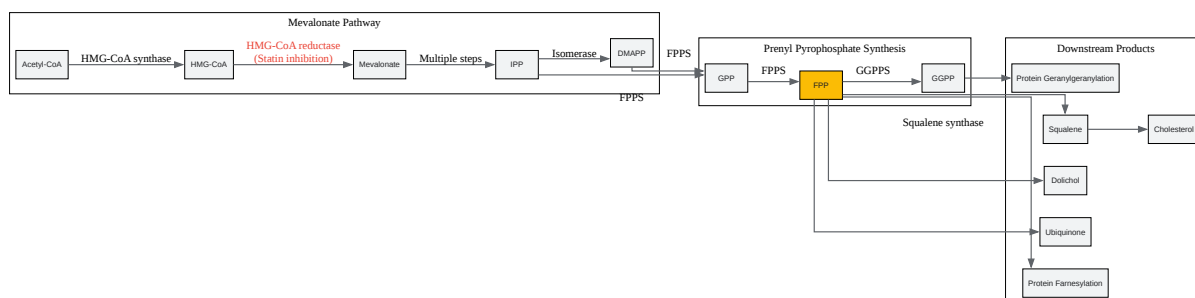 Mevalonate Pathway
Acetyl-CoA
HMG-CoA synthase
HMG-CoA
HMG-CoA reductase
(Statin inhibition)
Mevalonate
Multiple steps
IPP
Isomerase
DMAPP
FPPS
FPPS
Prenyl Pyrophosphate Synthesis
GPP
FPPS
FPP
GGPPS
GGPP
Squalene synthase
Downstream Products
Protein Geranylgeranylation
Squalene
Cholesterol
Dolichol
Ubiquinone
Protein Farnesylation